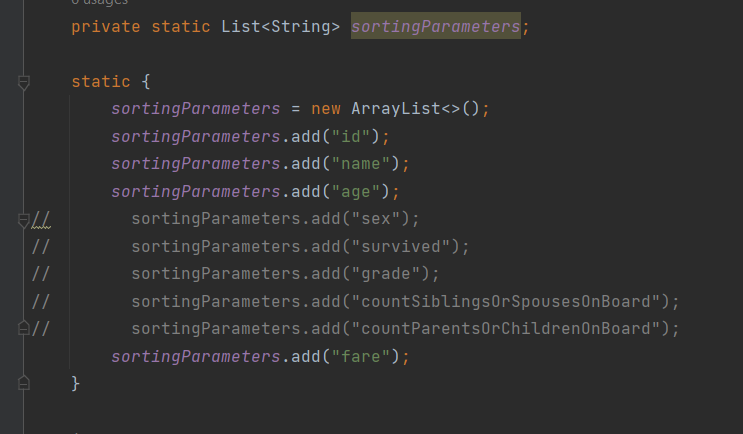 0 usages
private static List<String> sortingParameters;
static {
sortingParameters = new ArrayList<>();
sortingParameters.add("id");
sortingParameters.add("name");
sortingParameters.add("age");
// sortingParameters.add("sex");
// sortingParameters.add("survived");
// sortingParameters.add("grade");
// sortingParameters.add("countSiblingsOrSpousesOnBoard");
// sortingParameters.add("countParentsOrChildrenOnBoard");
sortingParameters.add("fare");
}